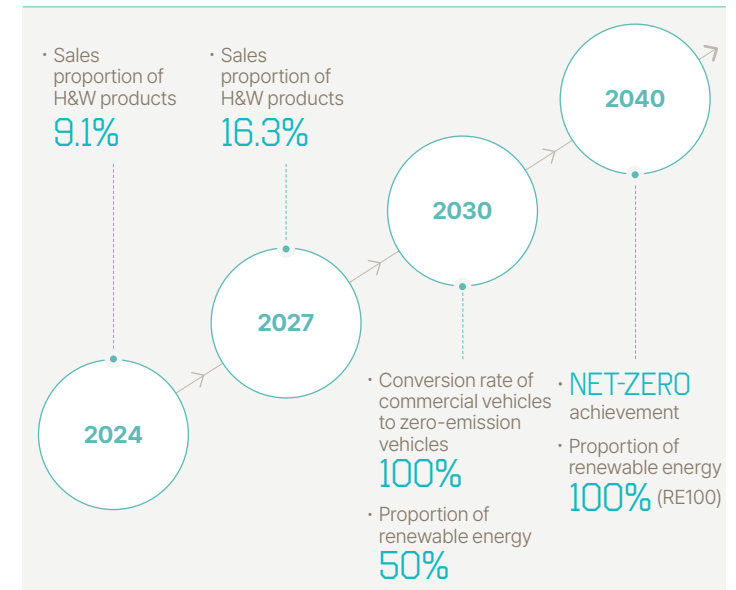 · Sales
proportion of
H&W products
9.1%
2024
· Sales
proportion of
H&W products
16.3%
2027
2030
· Conversion rate of
commercial vehicles
to zero-emission
vehicles
100%
· Proportion of
renewable energy
50%
2040
· NET-ZERO
achievement
· Proportion of
renewable energy
100% (RE100)